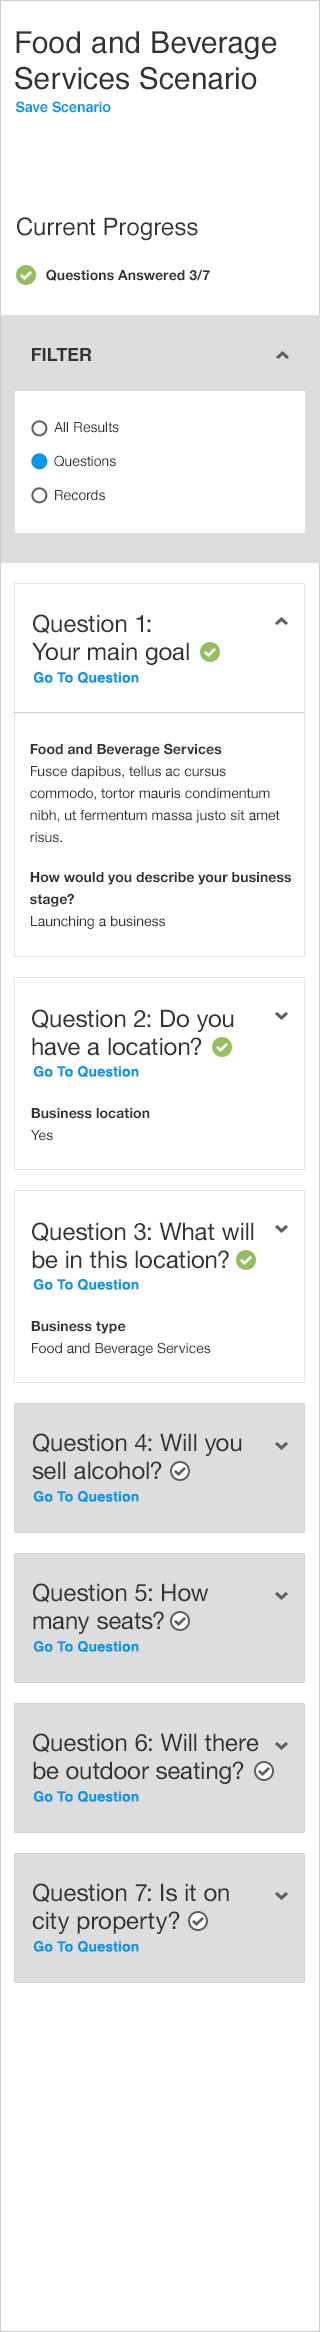 Food and Beverage
Services Scenario
Save Scenario
Current Progress
Questions Answered 3/7
FILTER
All Results
Questions
Records
Question 1:
Your main goal
Go To Question
Food and Beverage Services
Fusce dapibus, tellus ac cursus
commodo, tortor mauris condimentum
nibh, ut fermentum massa justo sit amet
risus.
How would you describe your business
stage?
Launching a business
Question 2: Do you
have a location?
Go To Question
Business location
Yes
Question 3: What will
be in this location?
Go To Question
Business type
Food and Beverage Services
Question 4: Will you
sell alcohol?
Go To Question
Question 5: How
many seats?
Go To Question
Question 6: Will there
be outdoor seating?
Go To Question
Question 7: Is it on
city property?
Go To Question